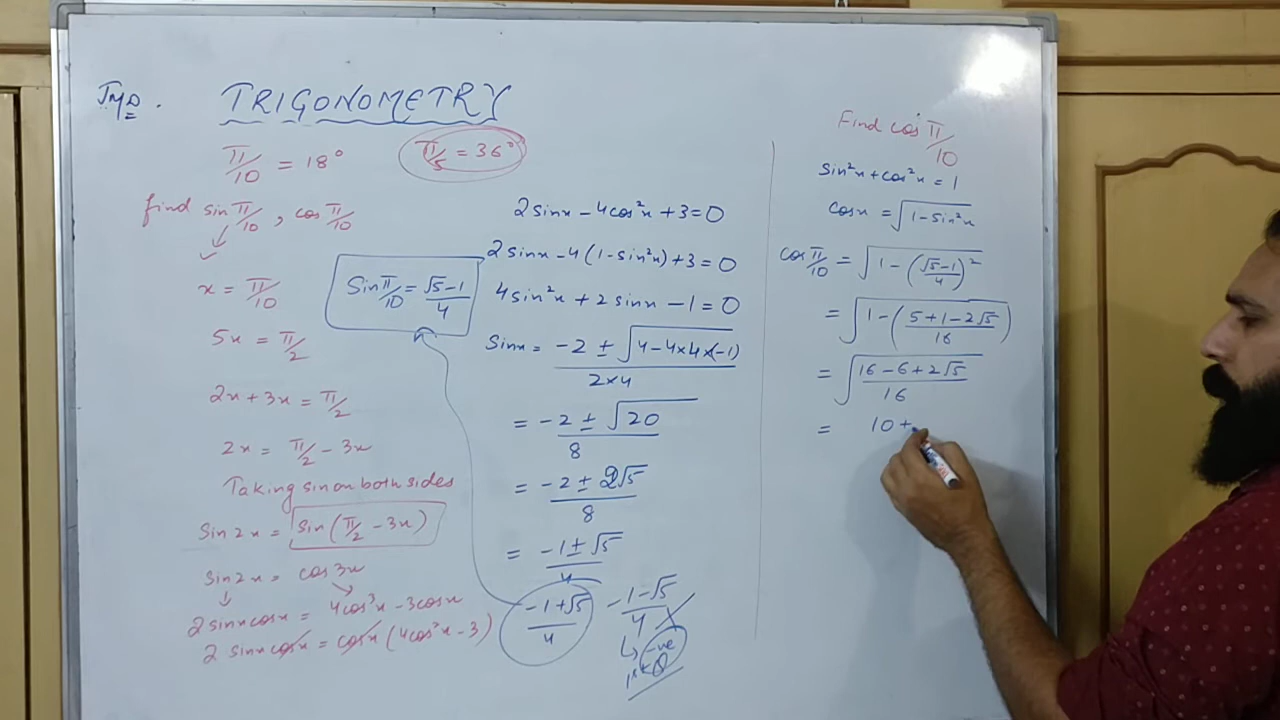 JMD. TRIGONOMETRY
π/10 = 18°
π/5 = 36°
find sin π/10, cos π/10
x = π/10
5x = π/2
2x + 3x = π/2
2x = π/2 - 3x
Taking sin on both sides
Sin 2x = sin(π/2 - 3x)
Sin 2x = cos 3x
2 sinx cosx = 4cos³x - 3cosx
2 sinx cosx = cosx (4cos²x - 3)
Sin π/10 = (√5-1)/4
2 sinx - 4cos²x + 3 = 0
2 sinx - 4(1 - sin²x) + 3 = 0
4 sin²x + 2 sinx - 1 = 0
Sinx = (-2 ± √(4 - 4×4×(-1)))/(2×4)
= (-2 ± √20)/8
= (-2 ± 2√5)/8
= (-1 ± √5)/4
(-1+√5)/4
(-1-√5)/4
↳ -ve
1st Q
Find cos π/10
Sin²x + cos²x = 1
cosx = √(1 - sin²x)
cos π/10 = √(1 - ((√5-1)/4)²)
= √(1 - ((5+1-2√5)/16))
= √((16-6+2√5)/16)
= 10+